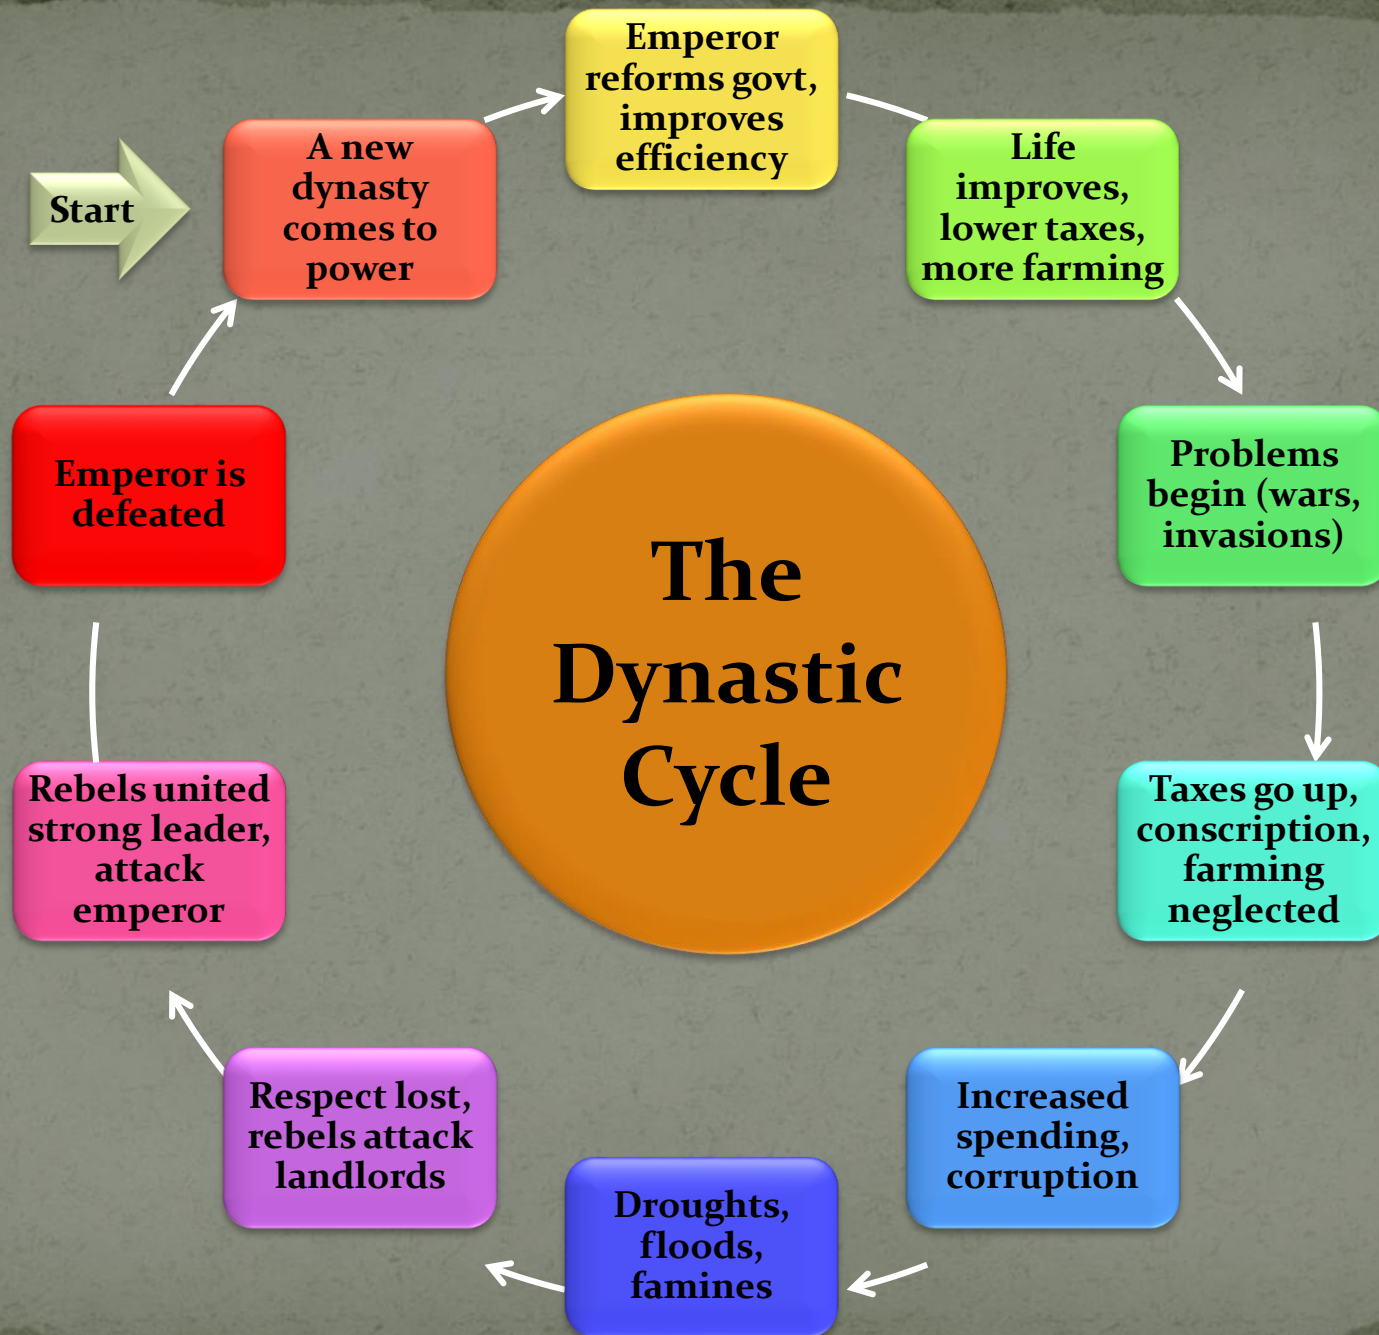 Start
A new
dynasty
comes to
power
Emperor
reforms govt,
improves
efficiency
Life
improves,
lower taxes,
more farming
Problems
begin (wars,
invasions)
Taxes go up,
conscription,
farming
neglected
Increased
spending,
corruption
Droughts,
floods,
famines
Respect lost,
rebels attack
landlords
Rebels united
strong leader,
attack
emperor
Emperor is
defeated
The
Dynastic
Cycle